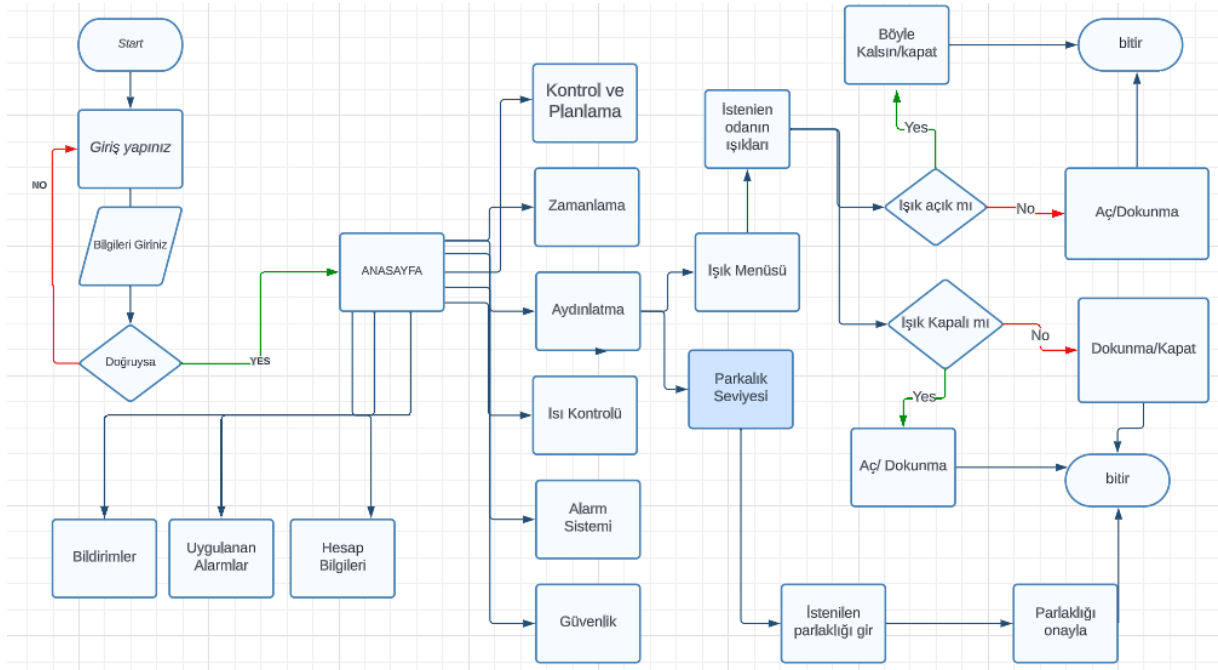 Start
Giriş yapınız
NO
Bilgileri Giriniz
Doğruysa
YES
ANASAYFA
Bildirimler
Uygulanan
Alarmlar
Hesap
Bilgileri
Kontrol ve
Planlama
Zamanlama
Aydınlatma
Isı Kontrolü
Alarm
Sistemi
Güvenlik
Işık Menüsü
İstenien
odanın
ışıkları
Parkalık
Seviyesi
Böyle
Kalsın/kapat
bitir
Yes
Işık açık mı
No
Aç/Dokunma
Işık Kapalı mı
No
Dokunma/Kapat
Yes
Aç/ Dokunma
bitir
İstenilen
parlaklığı gir
Parlaklığı
onayla